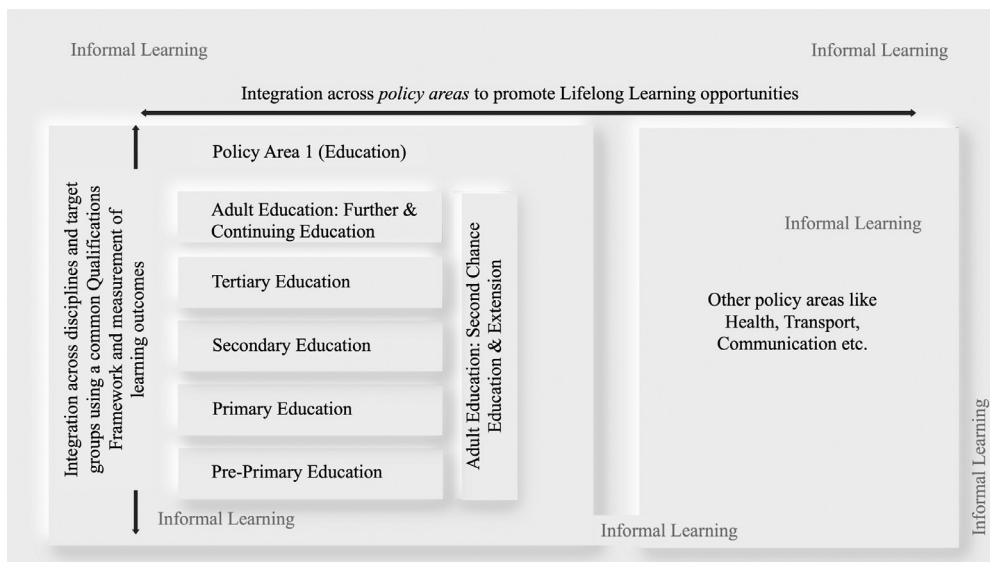 Informal Learning
Informal Learning
Integration across policy areas to promote Lifelong Learning opportunities
Integration across disciplines and target
groups using a common Qualifications
Framework and measurement of
learning outcomes
Policy Area 1 (Education)
Adult Education: Further &
Continuing Education
Tertiary Education
Secondary Education
Primary Education
Pre-Primary Education
Adult Education: Second Chance
Education & Extension
Informal Learning
Informal Learning
Other policy areas like
Health, Transport,
Communication etc.
Informal Learning
Informal Learning